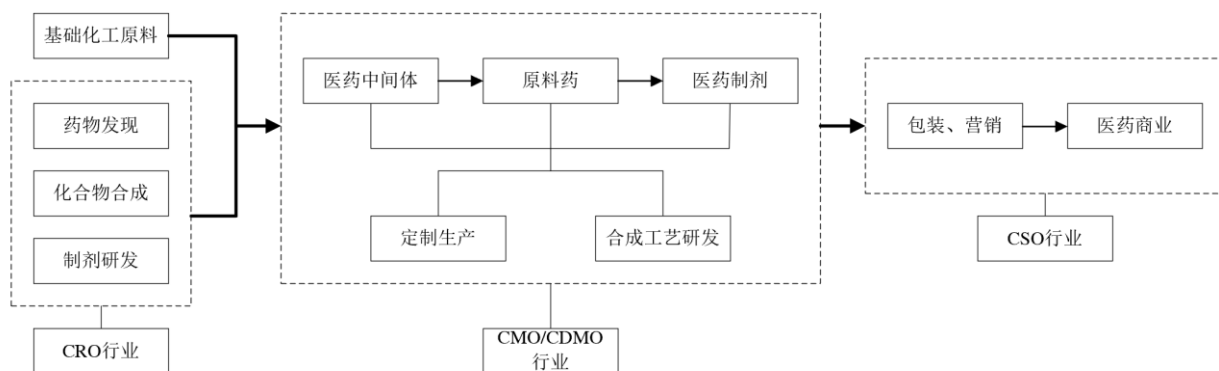 基础化工原料
药物发现
化合物合成
制剂研发
CRO行业
医药中间体
原料药
医药制剂
定制生产
合成工艺研发
CMO/CDMO
行业
包装、营销
医药商业
CSO行业